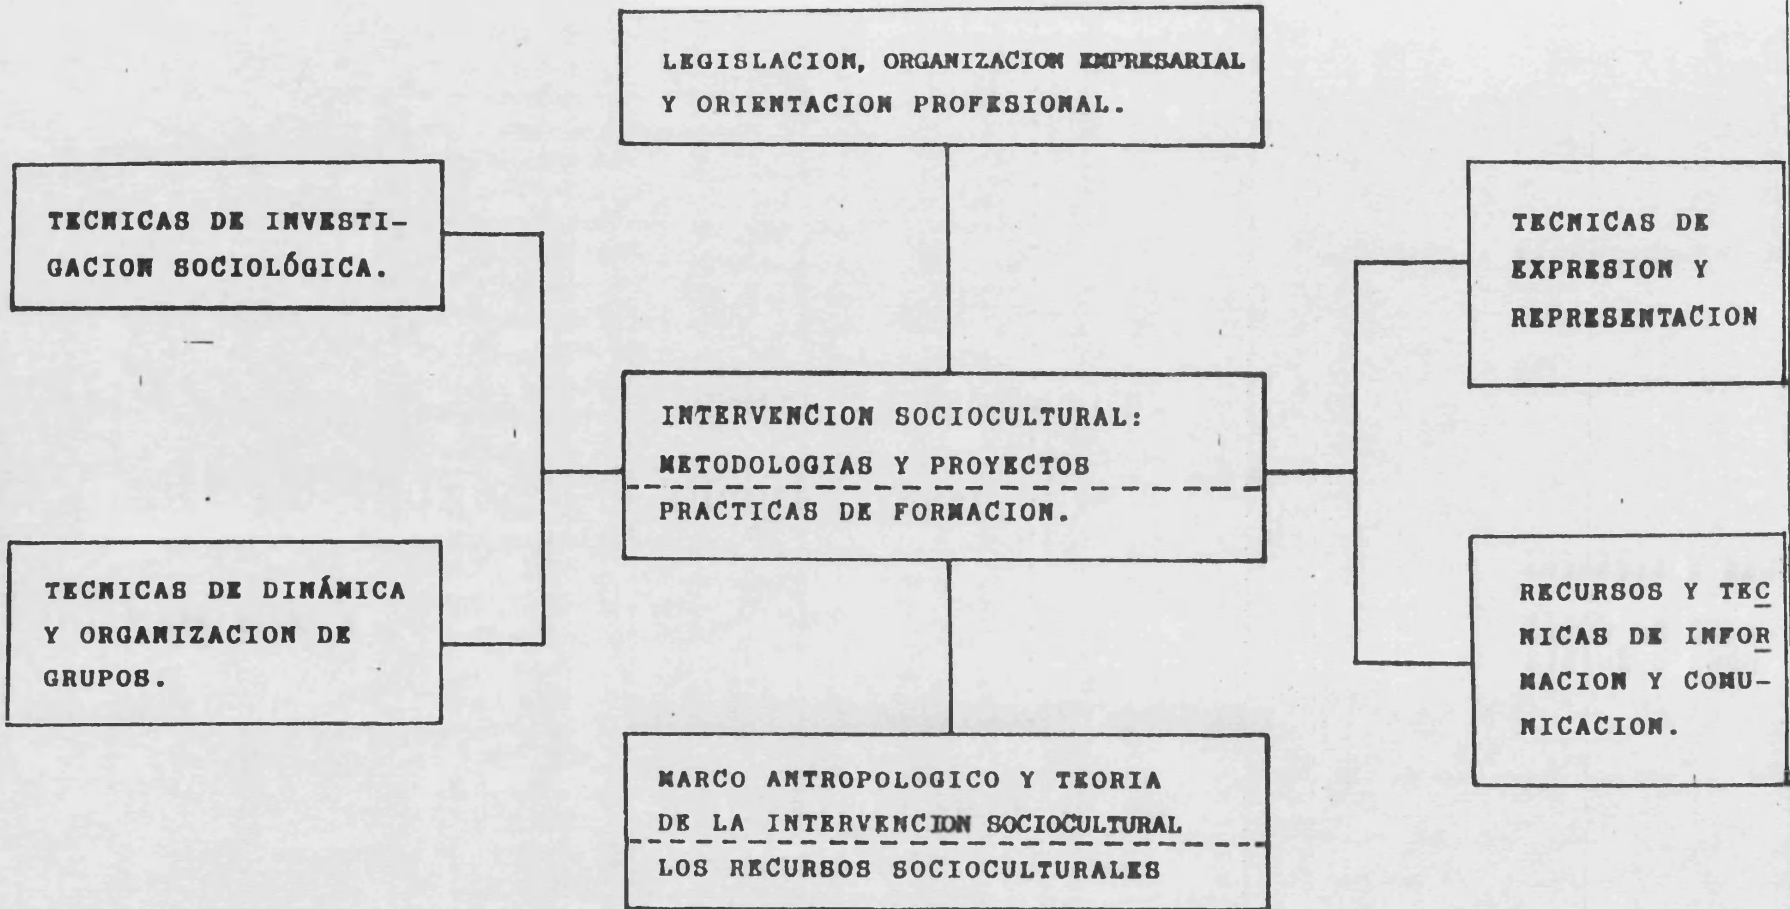 LEGISLACION, ORGANIZACION EMPRESARIAL
Y ORIENTACION PROFESIONAL.
TECNICAS DE INVESTI-
GACION SOCIOLÓGICA.
TECNICAS DE
EXPRESION Y
REPRESENTACION
INTERVENCION SOCIOCULTURAL:
METODOLOGIAS Y PROYECTOS
PRACTICAS DE FORMACION.
TECNICAS DE DINÁMICA
Y ORGANIZACION DE
GRUPOS.
RECURSOS Y TEC
NICAS DE INFOR
MACION Y COMU-
NICACION.
MARCO ANTROPOLOGICO Y TEORIA
DE LA INTERVENCION SOCIOCULTURAL
LOS RECURSOS SOCIOCULTURALES